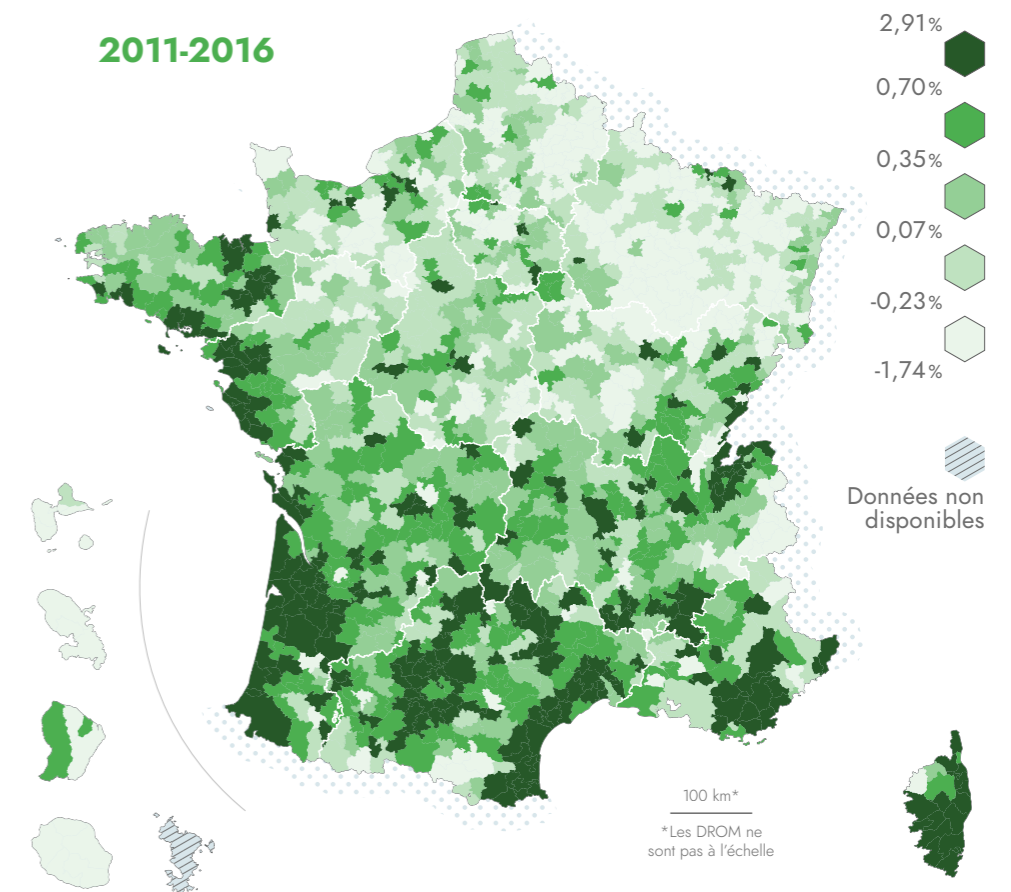 2011-2016
2,91%
0,70%
0,35%
0,07%
-0,23%
-1,74%
Données non
disponibles
100 km*
*Les DROM ne
sont pas à l'échelle